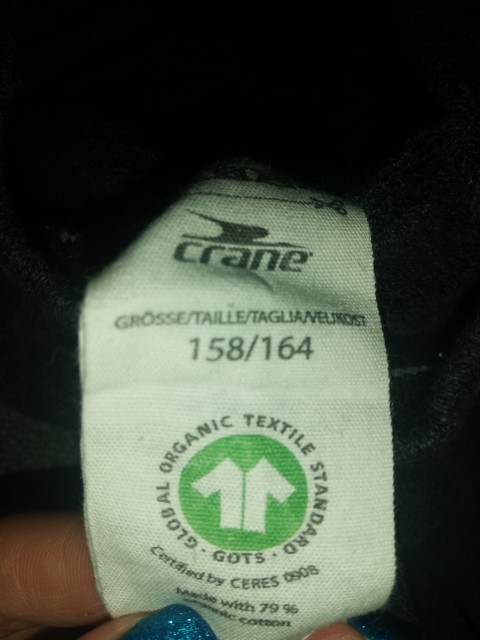 crane
GRÖSSE/TAILLE/TAGLIA/VELIKOST
158/164
GLOBAL ORGANIC TEXTILE STANDARD
· GOTS ·
Certified by CERES 0908
Made with 79 %
organic cotton